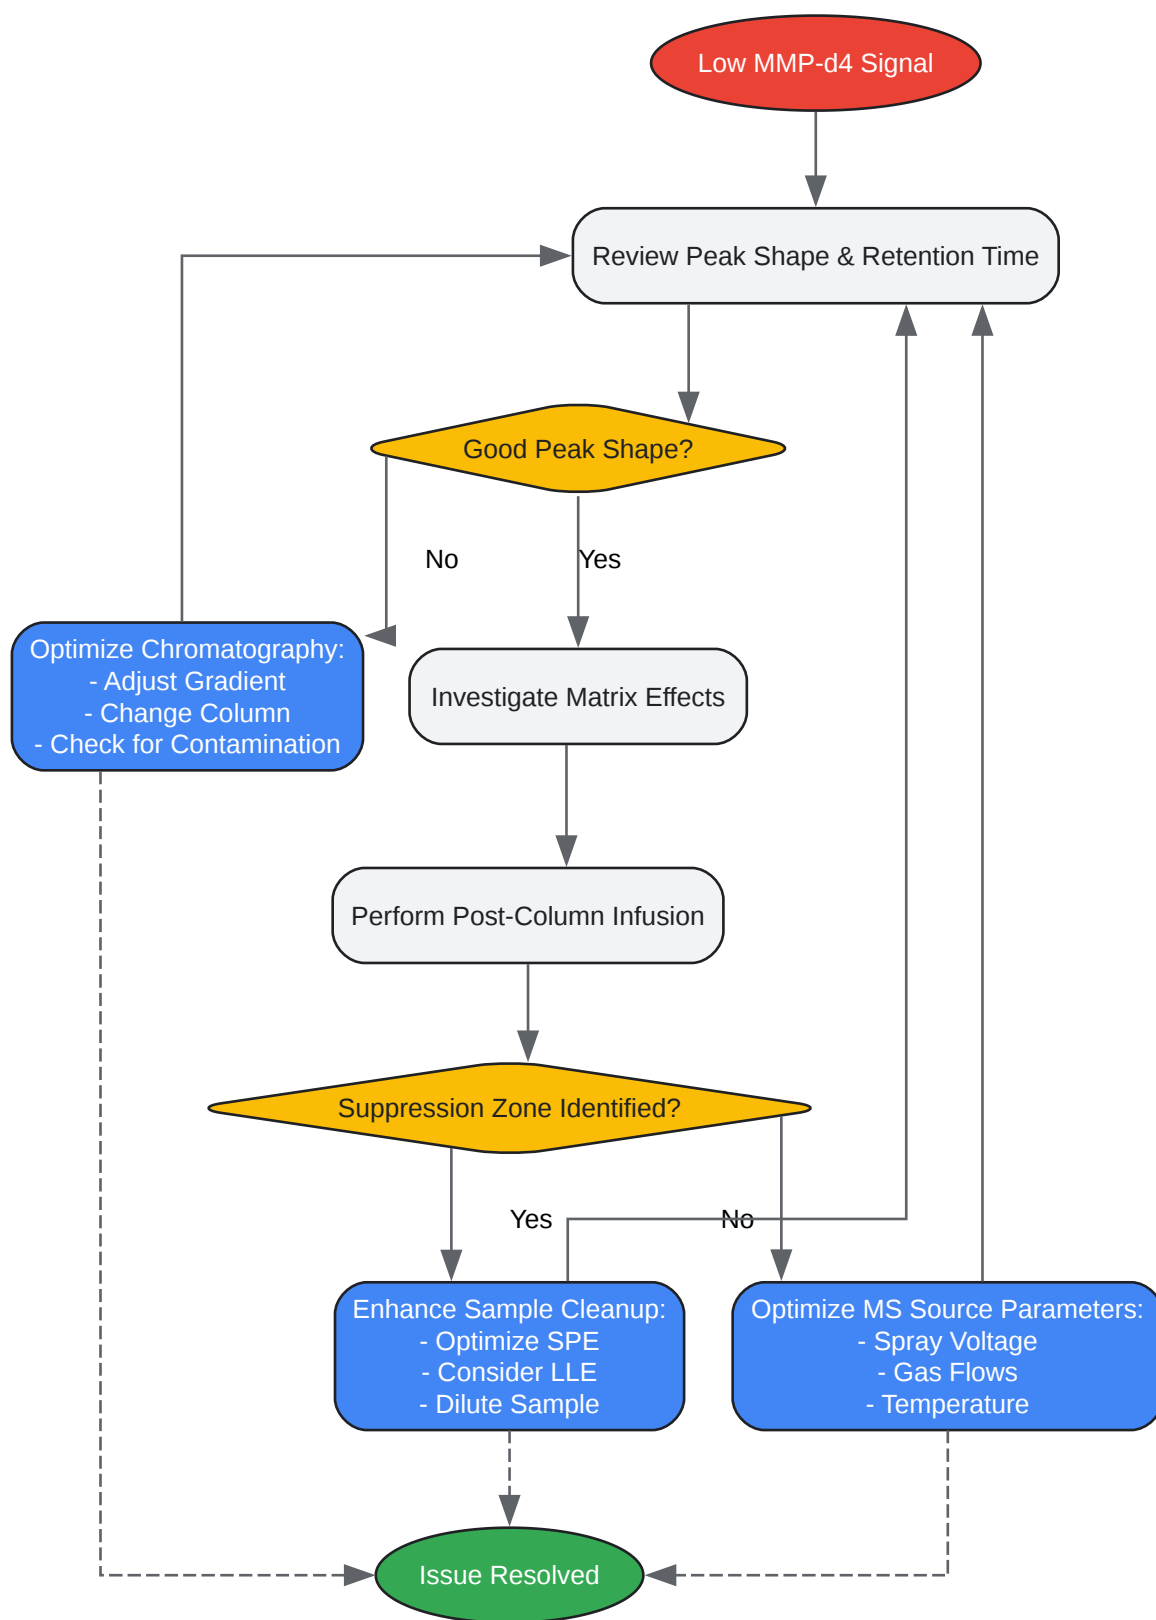 Low MMP-d4 Signal
Review Peak Shape & Retention Time
Good Peak Shape?
No
Yes
Optimize Chromatography:
- Adjust Gradient
- Change Column
- Check for Contamination
Investigate Matrix Effects
Perform Post-Column Infusion
Suppression Zone Identified?
Yes
No
Enhance Sample Cleanup:
- Optimize SPE
- Consider LLE
- Dilute Sample
Optimize MS Source Parameters:
- Spray Voltage
- Gas Flows
- Temperature
Issue Resolved